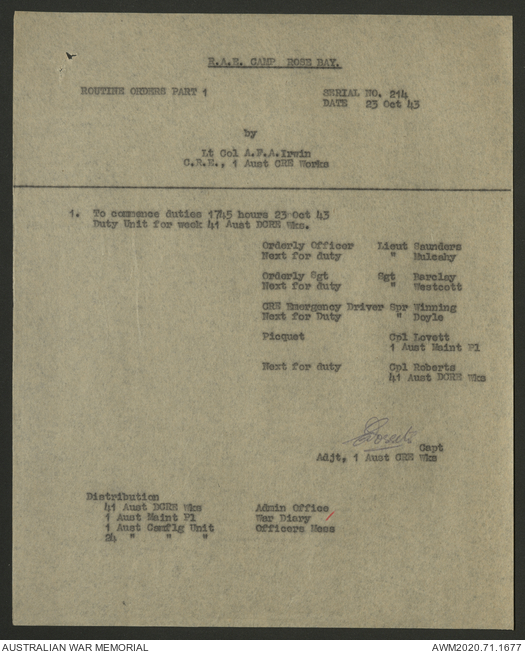 R.A.E. CAMP ROSE BAY.
ROUTINE ORDERS PART 1
SERIAL NO. 214
DATE 23 Oct 43
by
Lt Col A.F.A.Irwin
C.R.E., 1 Aust CRE Works
1. To commence duties 1745 hours 23 Oct 43
Duty Unit for week 41 Aust DCRE Wks.
Orderly Officer Lieut Saunders
Next for duty " Mulcahy
Orderly Sgt Sgt Barclay
Next for duty " Westcott
CRE Emergency Driver Spr Winning
Next for Duty " Doyle
Picquet Cpl Lovett
1 Aust Maint Pl
Next for duty Cpl Roberts
41 Aust DCRE Wks
Capt
Adjt, 1 Aust CRE Wks
Distribution
41 Aust DCRE Wks Admin Office
1 Aust Maint Pl War Diary
1 Aust Camflg Unit Officers Mess
24 " " "
AUSTRALIAN WAR MEMORIAL AWM2020.71.1677